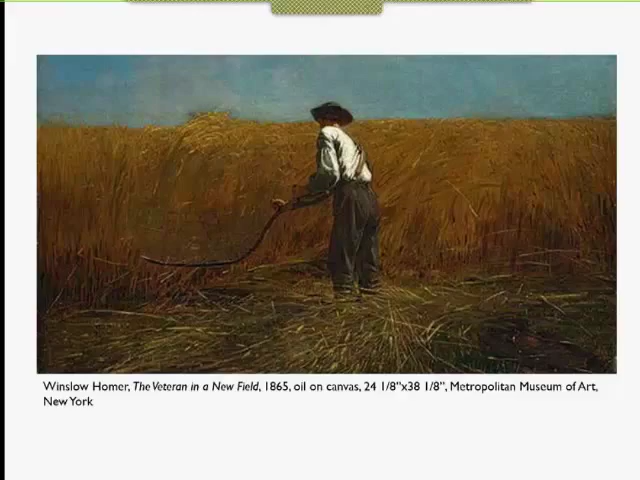 Winslow Homer, The Veteran in a New Field, 1865, oil on canvas, 24 1/8"x38 1/8", Metropolitan Museum of Art,
New York